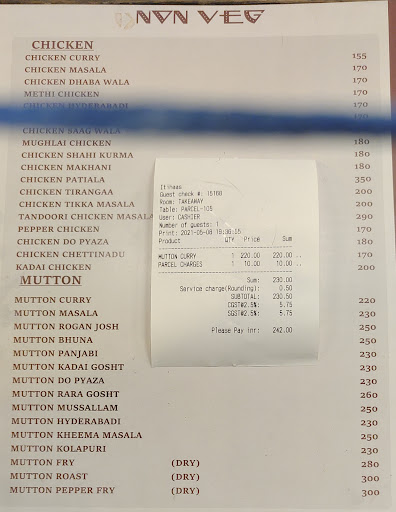 NON VEG
CHICKEN
CHICKEN CURRY 155
CHICKEN MASALA 170
CHICKEN DHABA WALA 170
METHI CHICKEN 170
CHICKEN HYDERABADI 170
CHICKEN SAAG WALA
MUGHLAI CHICKEN 180
CHICKEN SHAHI KURMA 180
CHICKEN MAKHANI 180
CHICKEN PATIALA 350
CHICKEN TIRANGAA 200
CHICKEN TIKKA MASALA 200
TANDOORI CHICKEN MASALA 290
PEPPER CHICKEN 170
CHICKEN DO PYAZA 180
CHICKEN CHETTINADU 170
KADAI CHICKEN 200
MUTTON
MUTTON CURRY 220
MUTTON MASALA 230
MUTTON ROGAN JOSH 250
MUTTON BHUNA 250
MUTTON PANJABI 230
MUTTON KADAI GOSHT 230
MUTTON DO PYAZA 230
MUTTON RARA GOSHT 260
MUTTON MUSSALLAM 250
MUTTON HYDERABADI 230
MUTTON KHEEMA MASALA 250
MUTTON KOLAPURI 230
MUTTON FRY (DRY) 280
MUTTON ROAST (DRY) 300
MUTTON PEPPER FRY (DRY) 300
Itihaas
Guest check #: 15168
Room: TAKEAWAY
Table: PARCEL-105
User: CASHIER
Number of guests: 1
Print: 2021-05-08 19:36:05
Product QTY Price Sum
MUTTON CURRY 1 220.00 220.00 ..
PARCEL CHARGES 1 10.00 10.00 ..
Sum: 230.00
Service charge(Rounding): 0.50
SUBTOTAL: 230.50
CGST@2.5%: 5.75
SGST@2.5%: 5.75
Please Pay inr: 242.00